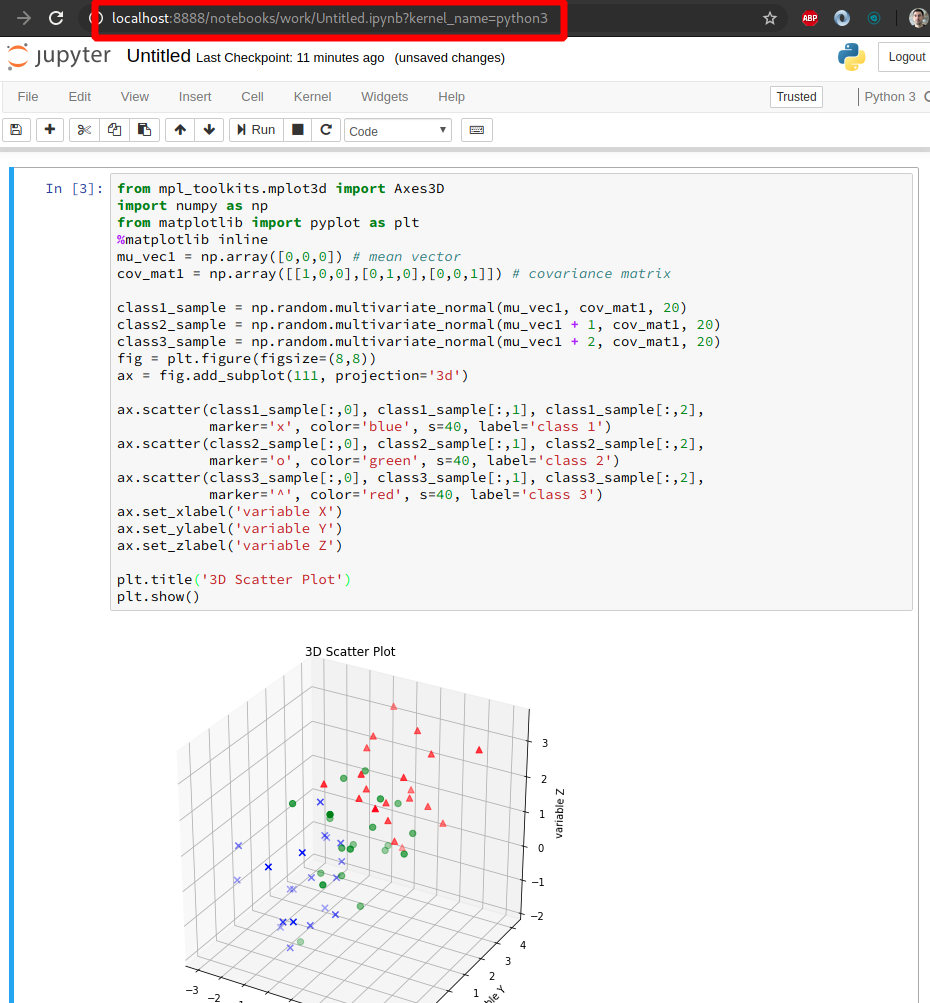 localhost:8888/notebooks/work/Untitled.ipynb?kernel_name=python3
ABP
jupyter Untitled Last Checkpoint: 11 minutes ago (unsaved changes)
Logout
File Edit View Insert Cell Kernel Widgets Help Trusted Python 3
Run Code
In [3]:
from mpl_toolkits.mplot3d import Axes3D
import numpy as np
from matplotlib import pyplot as plt
%matplotlib inline
mu_vec1 = np.array([0,0,0]) # mean vector
cov_mat1 = np.array([[1,0,0],[0,1,0],[0,0,1]]) # covariance matrix
class1_sample = np.random.multivariate_normal(mu_vec1, cov_mat1, 20)
class2_sample = np.random.multivariate_normal(mu_vec1 + 1, cov_mat1, 20)
class3_sample = np.random.multivariate_normal(mu_vec1 + 2, cov_mat1, 20)
fig = plt.figure(figsize=(8,8))
ax = fig.add_subplot(111, projection='3d')
ax.scatter(class1_sample[:,0], class1_sample[:,1], class1_sample[:,2],
marker='x', color='blue', s=40, label='class 1')
ax.scatter(class2_sample[:,0], class2_sample[:,1], class2_sample[:,2],
marker='o', color='green', s=40, label='class 2')
ax.scatter(class3_sample[:,0], class3_sample[:,1], class3_sample[:,2],
marker='^', color='red', s=40, label='class 3')
ax.set_xlabel('variable X')
ax.set_ylabel('variable Y')
ax.set_zlabel('variable Z')
plt.title('3D Scatter Plot')
plt.show()
3D Scatter Plot
3
2
1
0
−1
−2
variable Z
4
3
2
1
−3
−2